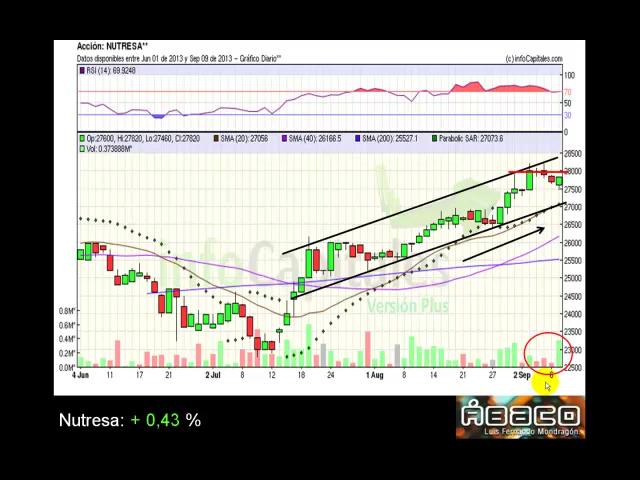 Acción: NUTRESA**
Datos disponibles entre Jun 01 de 2013 y Sep 09 de 2013 – Gráfico Diario**
(c) infoCapitales.com
RSI (14): 69.9248
100
70
50
30
0
Op:27600, Hi:27820, Lo:27460, Cl:27820
SMA (20): 27056
SMA (40): 26166.5
SMA (200): 25527.1
Parabolic SAR: 27073.6
Vol: 0.373888M*
28500
28000
27500
27000
26500
26000
25500
25000
24500
24000
23500
23000
22500
0.8M*
0.6M*
0.4M*
0.2M*
0.0M*
infoCapitales
Versión Plus
4 Jun
11
17
21
2 Jul
8
12
18
24
1 Aug
8
14
21
27
2 Sep
6
Nutresa: + 0,43 %
ÁBACO
Luis Fernando Mondragón